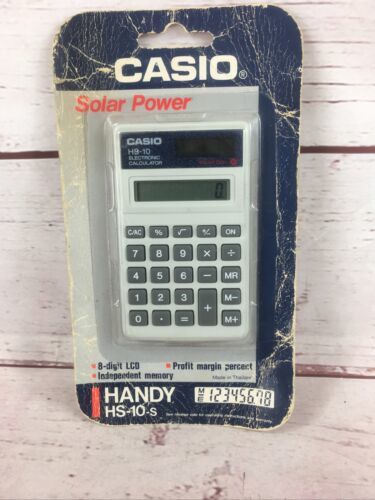 CASIO®
Solar Power
CASIO
HS-10
ELECTRONIC
CALCULATOR
0.
C/AC % √ +/- ON
7 8 9 × ÷
4 5 6 − MR
1 2 3 + M−
0 · = M+
8-digit LCD
Profit margin percent
Independent memory
Made in Thailand
HANDY
HS-10-S
M
E
12345678